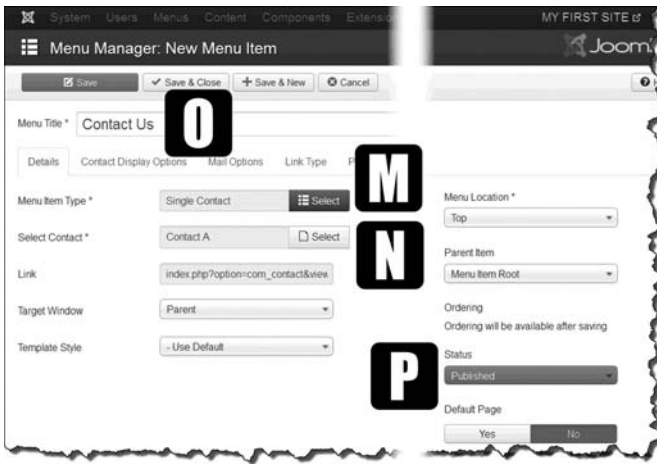 System Users Menus Content Components Extension MY FIRST SITE
Menu Manager: New Menu Item Joom
Save Save & Close + Save & New Cancel
Menu Title * Contact Us O
Details Contact Display Options Mail Options Link Type P M
Menu Item Type * Single Contact Select Menu Location *
Top
Select Contact * Contact A Select N
Parent Item
Link index.php?option=com_contact&view Menu Item Root
Target Window Parent Ordering
Ordering will be available after saving
Template Style - Use Default P Status
Published
Default Page
Yes No